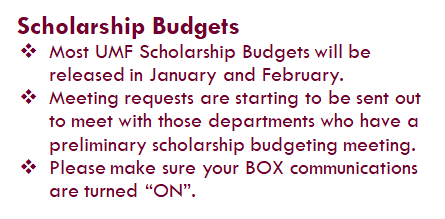 Scholarship Budgets
❖ Most UMF Scholarship Budgets will be
released in January and February.
❖ Meeting requests are starting to be sent out
to meet with those departments who have a
preliminary scholarship budgeting meeting.
❖ Please make sure your BOX communications
are turned “ON”.